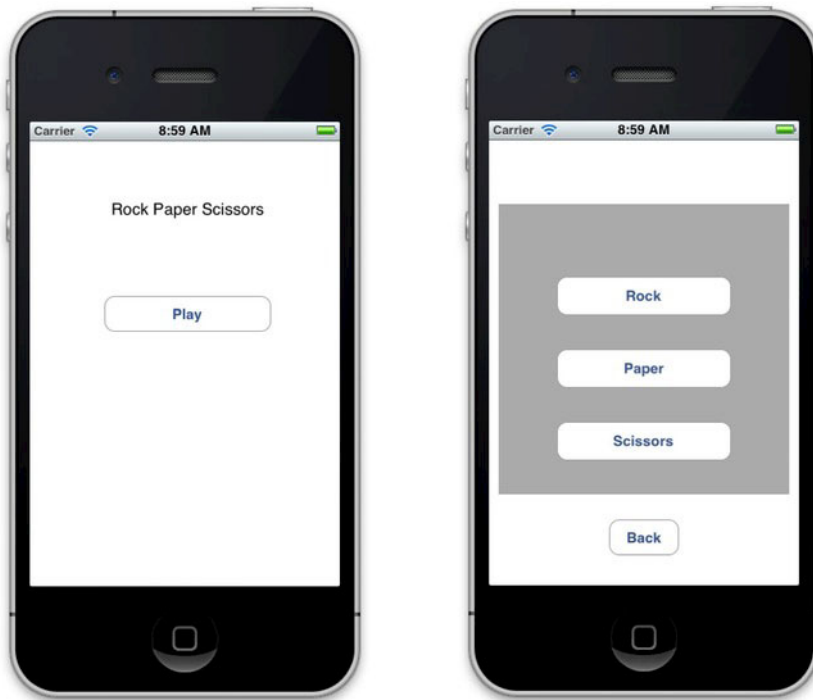 Carrier 8:59 AM
Rock Paper Scissors
Play
Carrier 8:59 AM
Rock
Paper
Scissors
Back